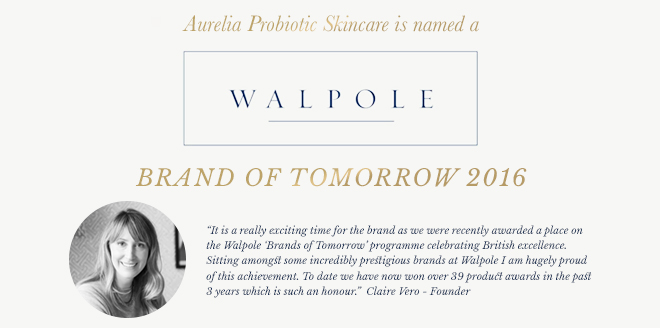 Aurelia Probiotic Skincare is named a
WALPOLE
BRAND OF TOMORROW 2016
“It is a really exciting time for the brand as we were recently awarded a place on
the Walpole ‘Brands of Tomorrow’ programme celebrating British excellence.
Sitting amongst some incredibly prestigious brands at Walpole I am hugely proud
of this achievement. To date we have now won over 39 product awards in the past
3 years which is such an honour.” Claire Vero - Founder